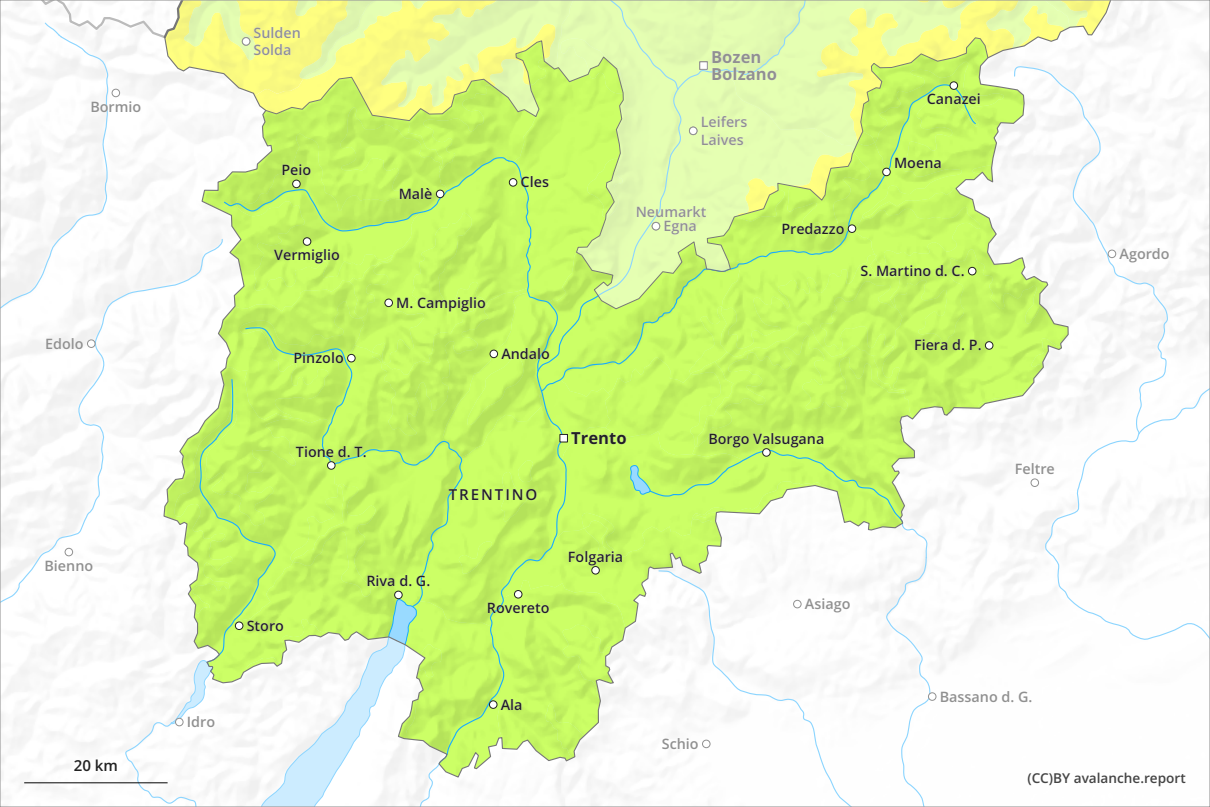 Sulden
Solda
Bozen
Bolzano
Bormio
Canazei
Leifers
Laives
Moena
Peio
Malè
Cles
Neumarkt
Egna
Predazzo
Vermiglio
Agordo
S. Martino d. C.
M. Campiglio
Edolo
Fiera d. P.
Pinzolo
Andalo
Trento
Borgo Valsugana
Tione d. T.
Feltre
TRENTINO
Bienno
Folgaria
Riva d. G.
Rovereto
Asiago
Storo
Bassano d. G.
Ala
Idro
Schio
20 km
(CC)BY avalanche.report